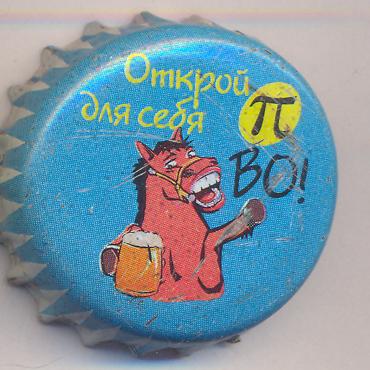 Открой
для себя
π
ВО!